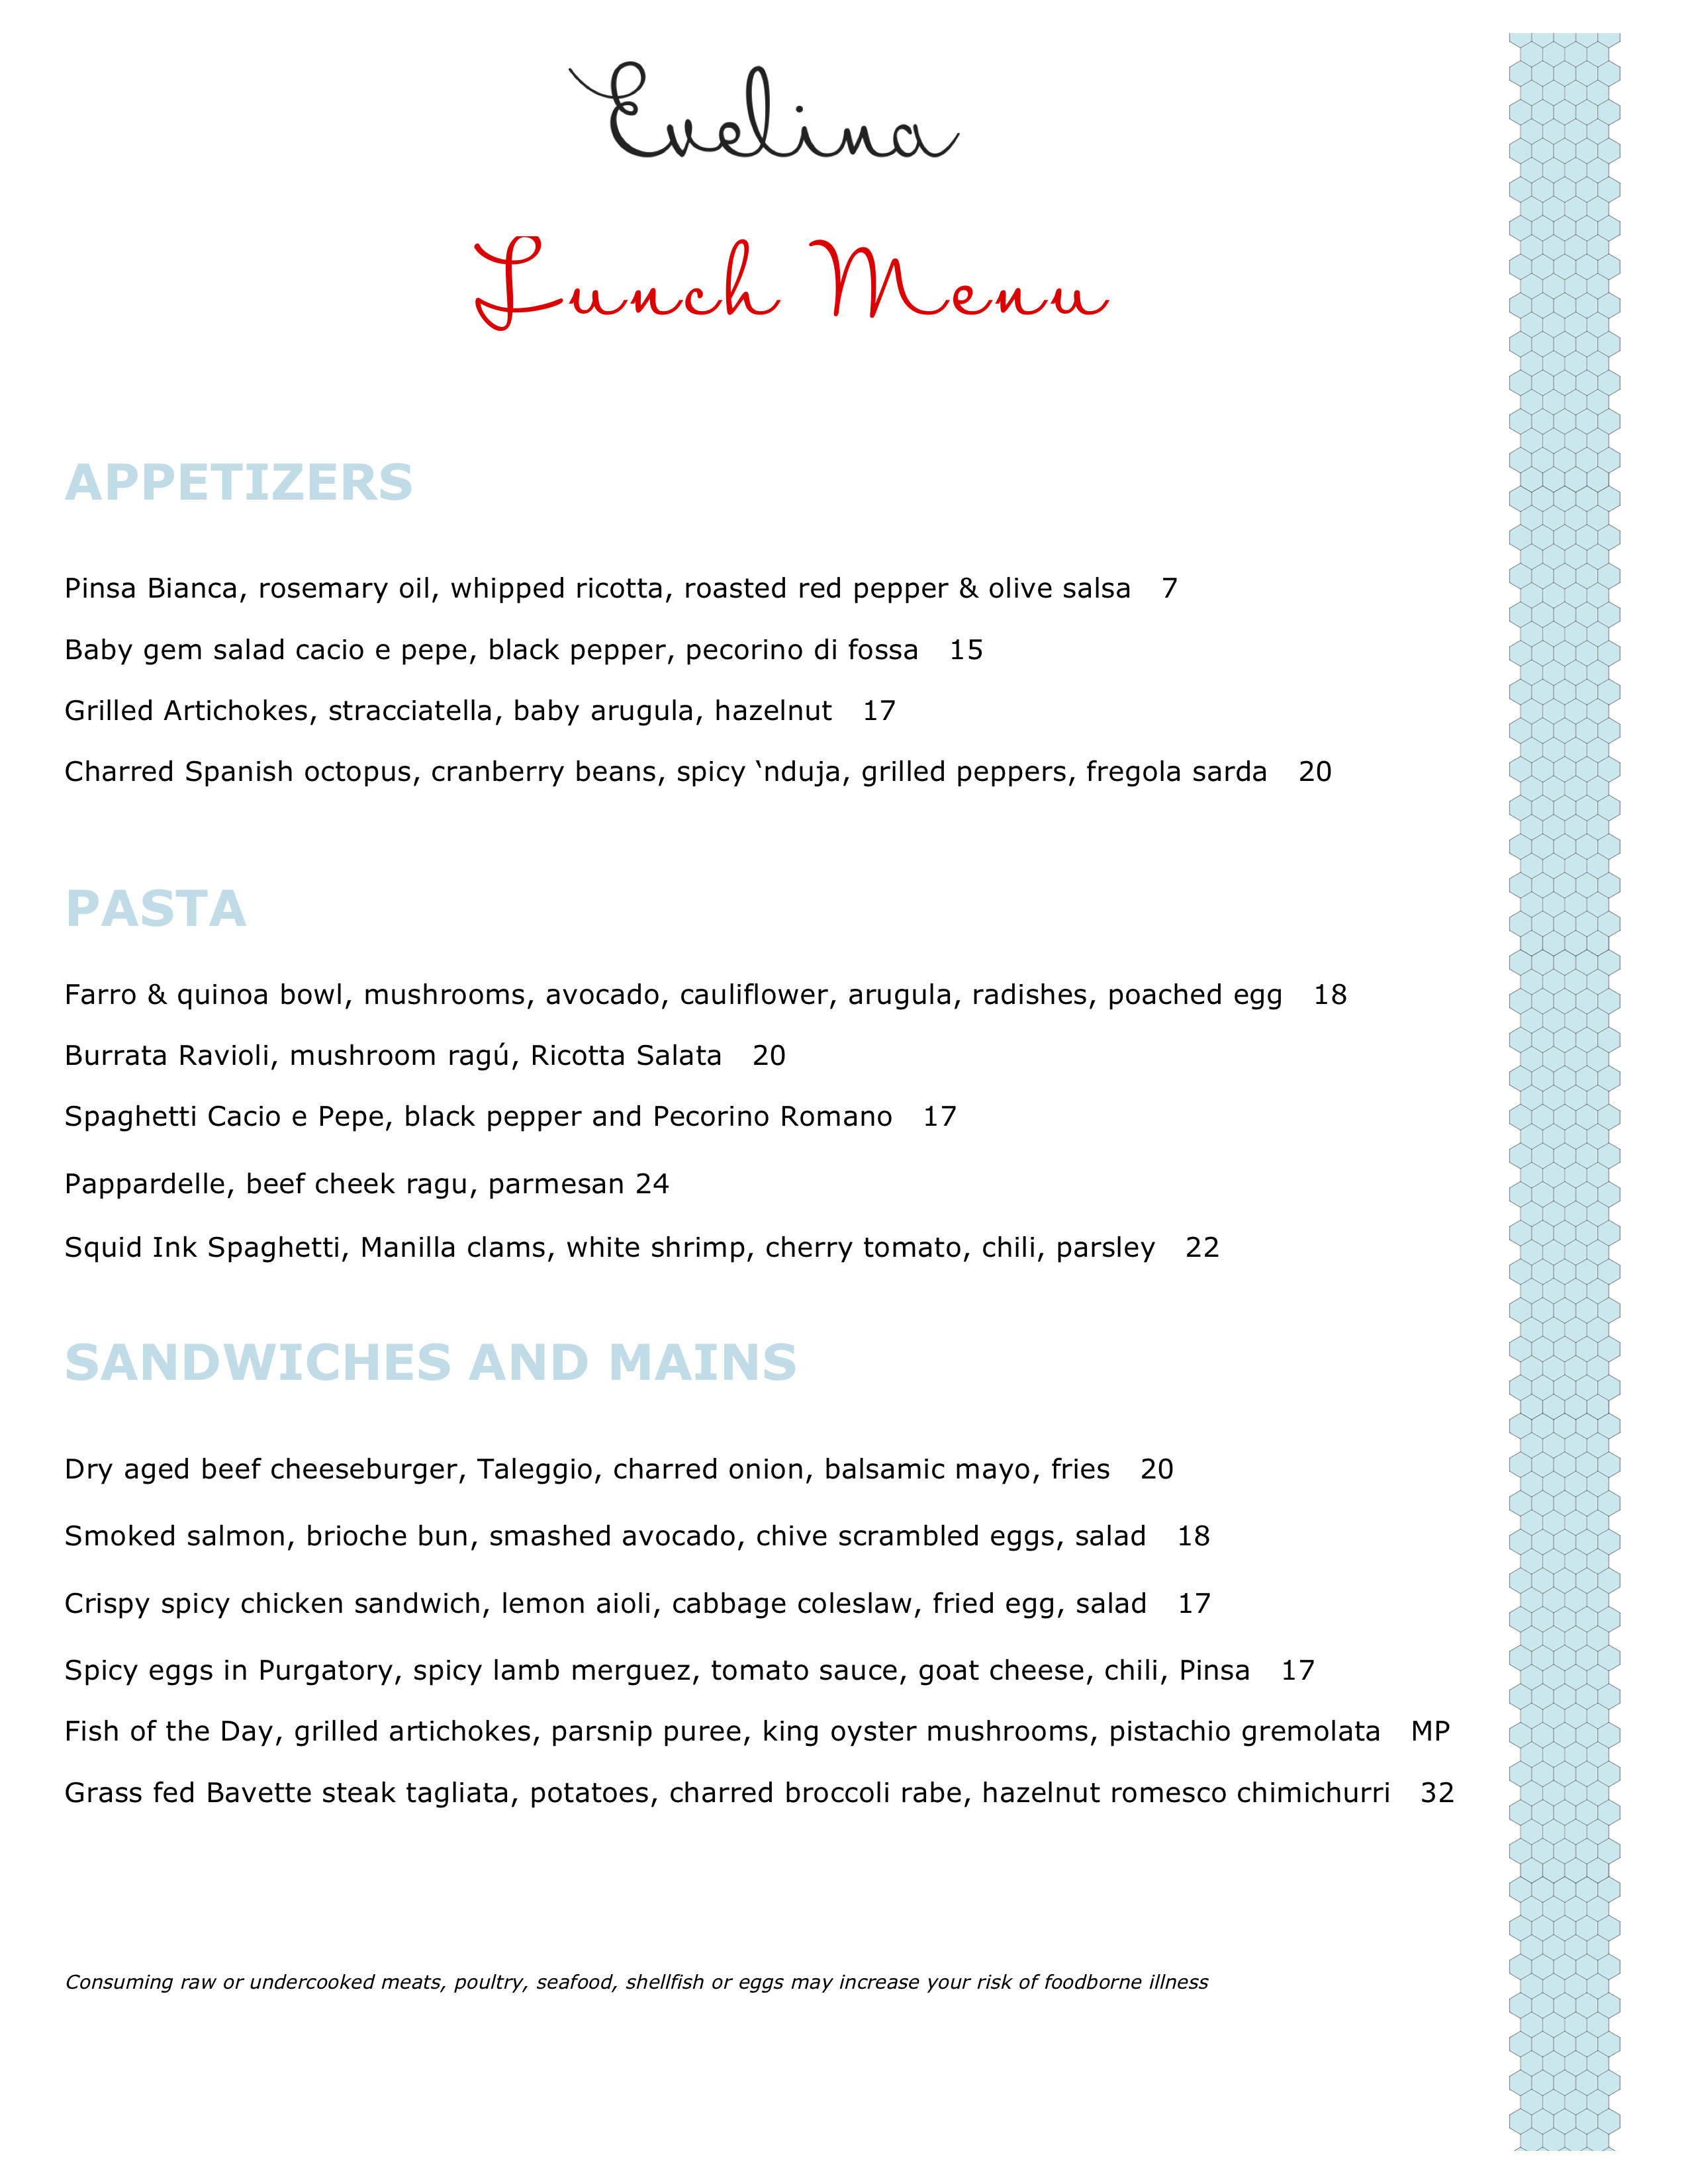 Evelina
Lunch Menu
APPETIZERS
Pinsa Bianca, rosemary oil, whipped ricotta, roasted red pepper & olive salsa 7
Baby gem salad cacio e pepe, black pepper, pecorino di fossa 15
Grilled Artichokes, stracciatella, baby arugula, hazelnut 17
Charred Spanish octopus, cranberry beans, spicy ‛nduja, grilled peppers, fregola sarda 20
PASTA
Farro & quinoa bowl, mushrooms, avocado, cauliflower, arugula, radishes, poached egg 18
Burrata Ravioli, mushroom ragú, Ricotta Salata 20
Spaghetti Cacio e Pepe, black pepper and Pecorino Romano 17
Pappardelle, beef cheek ragu, parmesan 24
Squid Ink Spaghetti, Manilla clams, white shrimp, cherry tomato, chili, parsley 22
SANDWICHES AND MAINS
Dry aged beef cheeseburger, Taleggio, charred onion, balsamic mayo, fries 20
Smoked salmon, brioche bun, smashed avocado, chive scrambled eggs, salad 18
Crispy spicy chicken sandwich, lemon aioli, cabbage coleslaw, fried egg, salad 17
Spicy eggs in Purgatory, spicy lamb merguez, tomato sauce, goat cheese, chili, Pinsa 17
Fish of the Day, grilled artichokes, parsnip puree, king oyster mushrooms, pistachio gremolata MP
Grass fed Bavette steak tagliata, potatoes, charred broccoli rabe, hazelnut romesco chimichurri 32
Consuming raw or undercooked meats, poultry, seafood, shellfish or eggs may increase your risk of foodborne illness